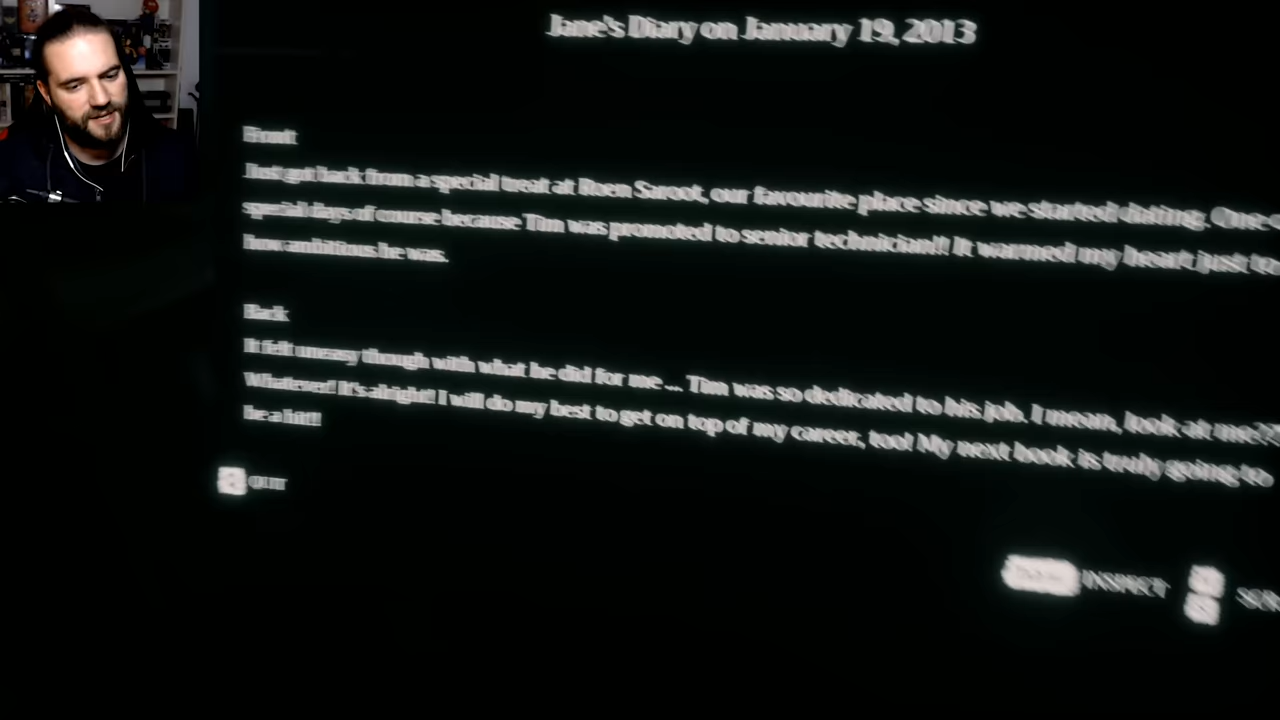 Jane's Diary on January 19, 2013
Front
Just got back from a special treat at Roen Saroot, our favourite place since we started dating. One-
special days of course because Tim was promoted to senior technician!! It warmed my heart just to
how ambitious he was.
Back
It felt uneasy though with what he did for me ... Tim was so dedicated to his job. I mean, look at me??
Whatever! It's alright! I will do my best to get on top of my career, too! My next book is truly going to
be a hit!!
QUIT
INSPECT